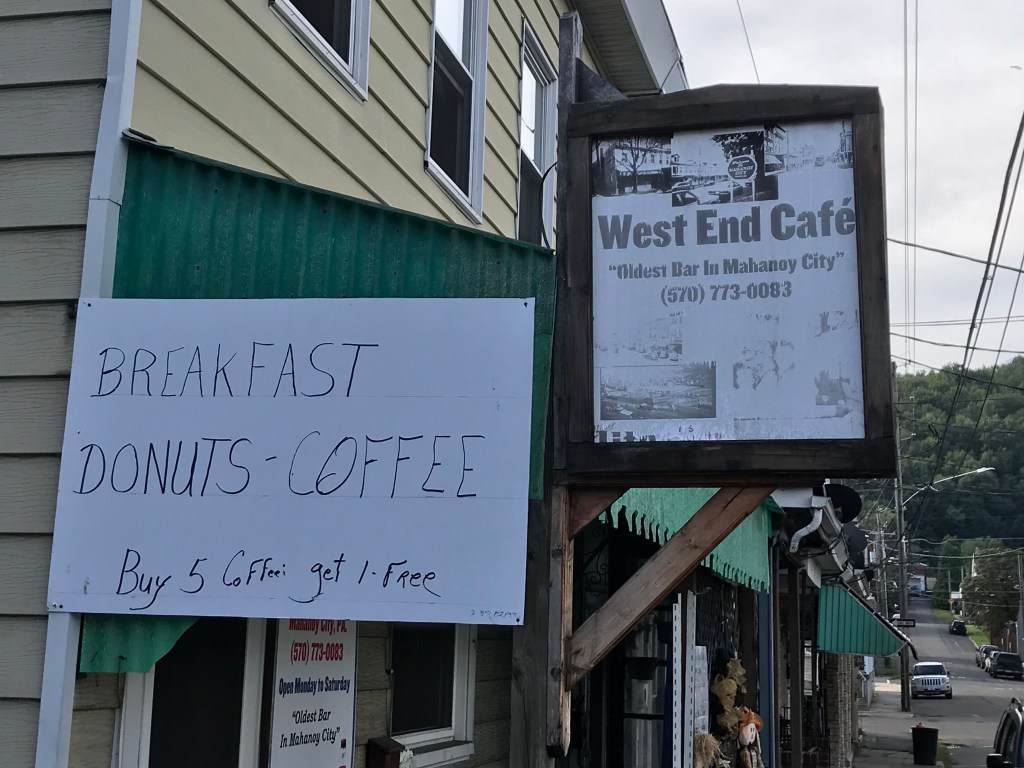 BREAKFAST
DONUTS - COFFEE
Buy 5 Coffee: get 1-FREE
West End Café
"Oldest Bar In Mahanoy City"
(570) 773-0083
Mahanoy City, PA.
(570) 773-0083
Open Monday to Saturday
"Oldest Bar
In Mahanoy City"